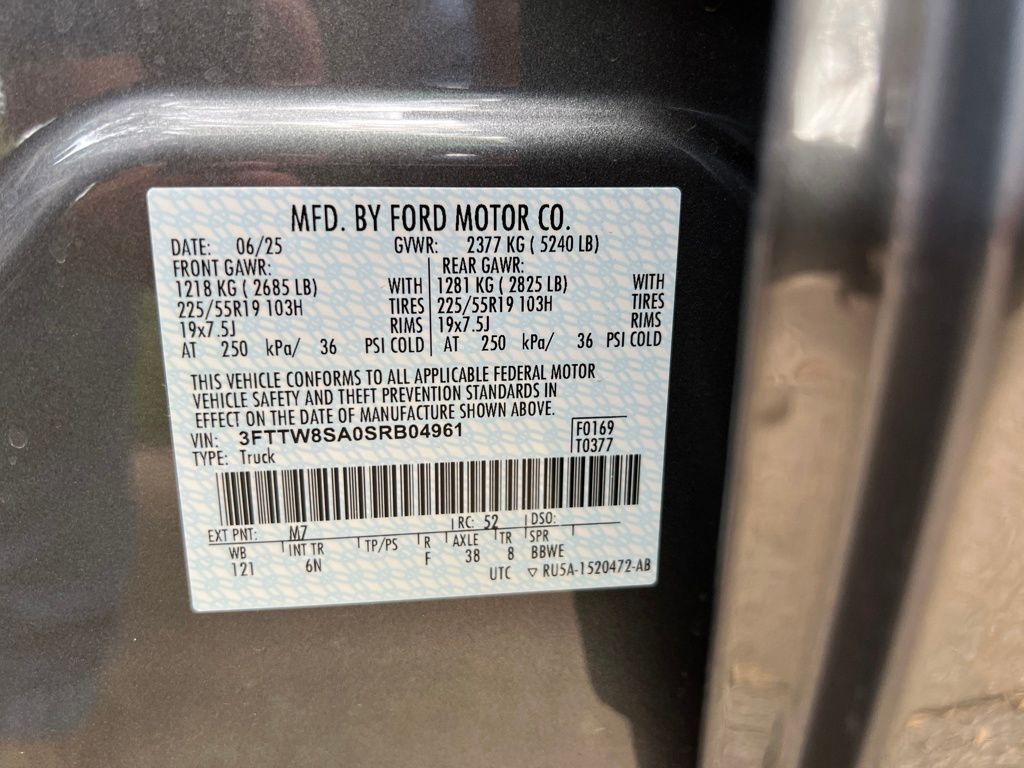 MFD. BY FORD MOTOR CO.
DATE: 06/25 GVWR: 2377 KG ( 5240 LB)
FRONT GAWR: REAR GAWR:
1218 KG ( 2685 LB) WITH 1281 KG ( 2825 LB) WITH
225/55R19 103H TIRES 225/55R19 103H TIRES
19x7.5J RIMS 19x7.5J RIMS
AT 250 kPa/ 36 PSI COLD AT 250 kPa/ 36 PSI COLD
THIS VEHICLE CONFORMS TO ALL APPLICABLE FEDERAL MOTOR
VEHICLE SAFETY AND THEFT PREVENTION STANDARDS IN
EFFECT ON THE DATE OF MANUFACTURE SHOWN ABOVE.
VIN: 3FTTW8SA0SRB04961 F0169
TYPE: Truck T0377
EXT PNT: M7 RC: 52 DSO:
WB INT TR TP/PS R AXLE TR SPR
121 6N F 38 8 BBWE
UTC ▽ RU5A-1520472-AB